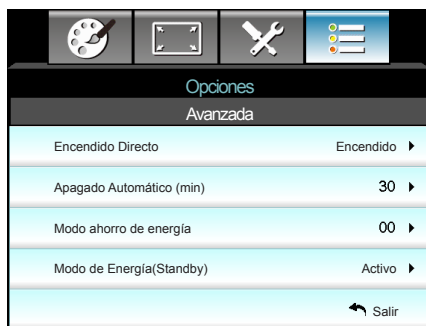 Opciones
Avanzada
Encendido Directo Encendido
Apagado Automático (min) 30
Modo ahorro de energía 00
Modo de Energía(Standby) Activo
Salir